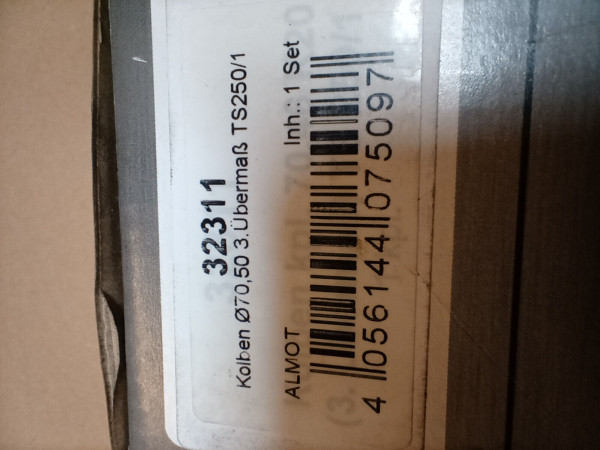 32311
Kolben Ø70,50 3.Übermaß TS250/1
ALMOT Inh.: 1 Set
4 056144 075097